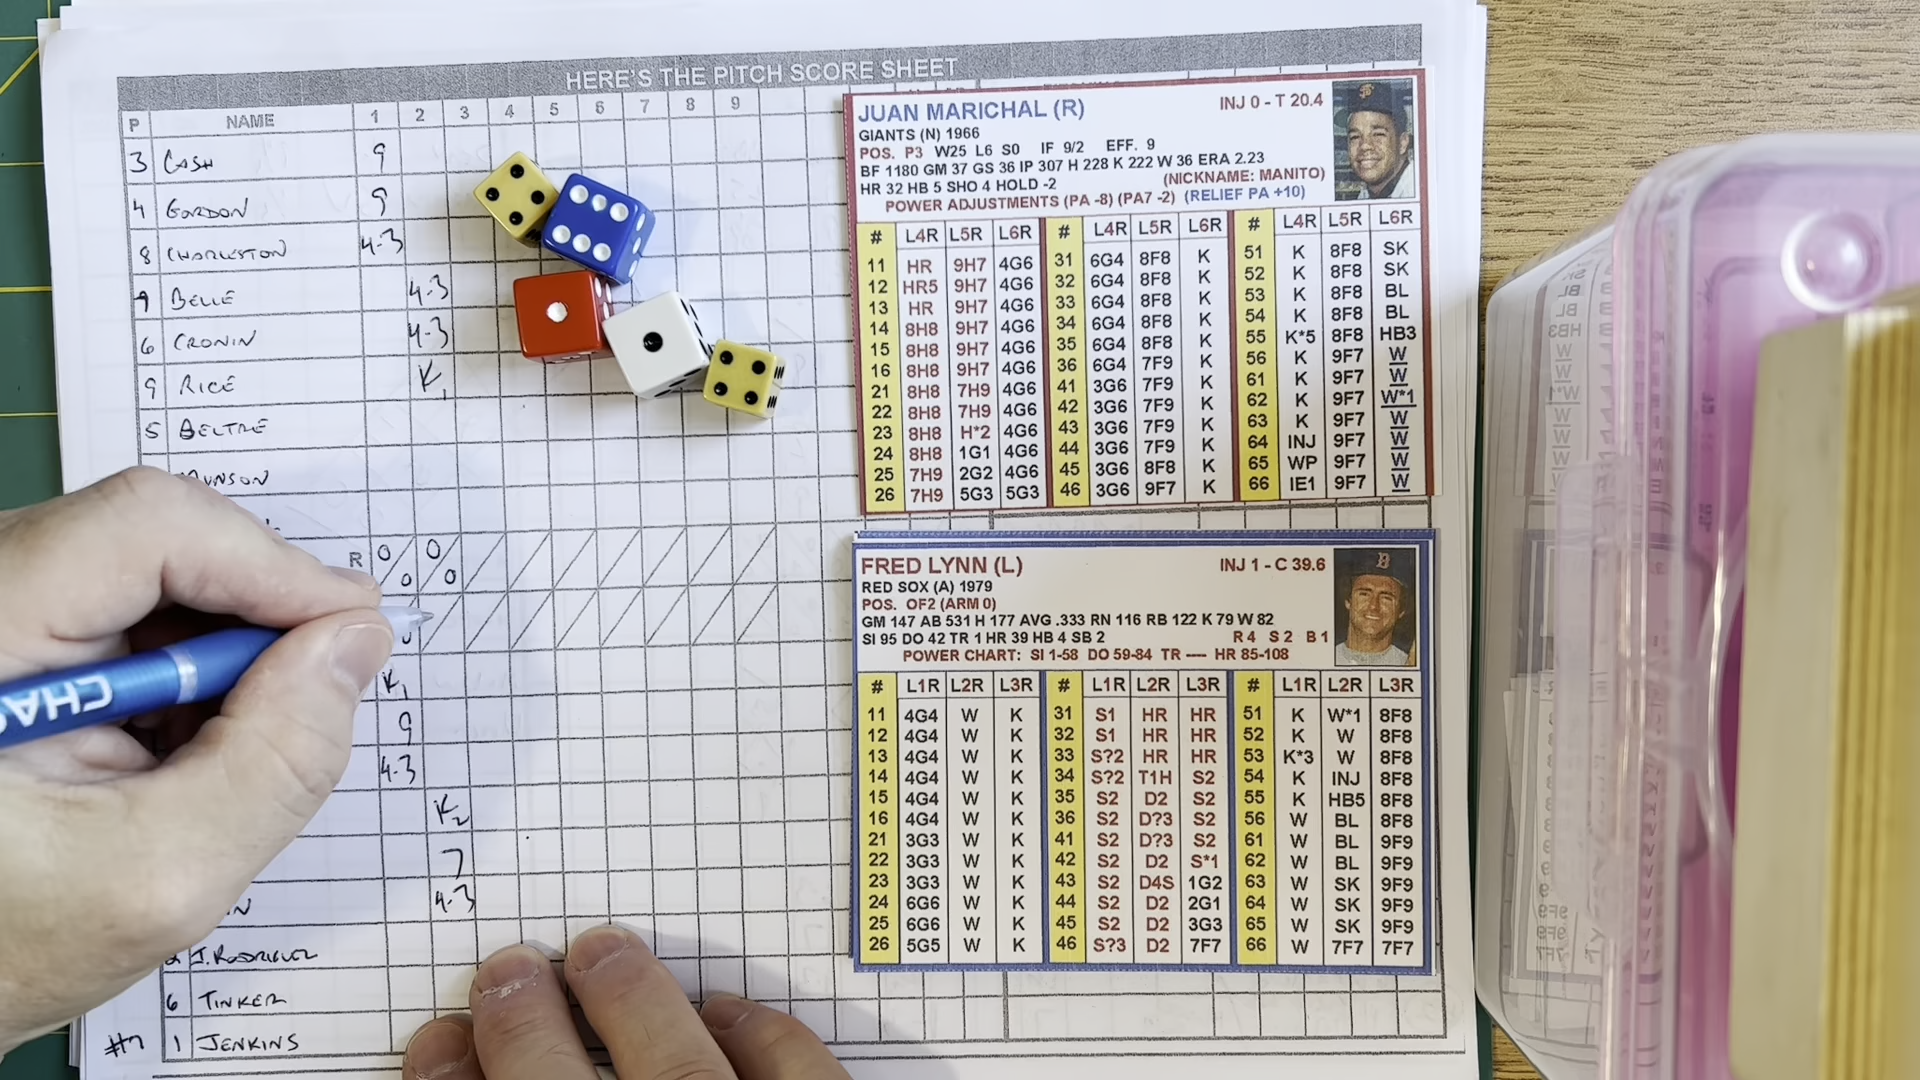 HERE'S THE PITCH SCORE SHEET
P NAME 1 2 3 4 5 6 7 8 9
3 CASH 9
4 GORDON 9
8 CHARLESTON 4-3
9 BELLE 4-3
6 CRONIN 4-3
9 RICE K1
5 BELTRE
MUNSON
R 0 0
0 0
K1
9
4-3
K2
7
4-3
J. RODRIGUEZ
6 TINKER
#7 1 JENKINS
CHA
JUAN MARICHAL (R) INJ 0 - T 20.4
GIANTS (N) 1966
POS. P3 W25 L6 S0 IF 9/2 EFF. 9
BF 1180 GM 37 GS 36 IP 307 H 228 K 222 W 36 ERA 2.23
HR 32 HB 5 SHO 4 HOLD -2 (NICKNAME: MANITO)
POWER ADJUSTMENTS (PA -8) (PA7 -2) (RELIEF PA +10)
# L4R L5R L6R # L4R L5R L6R # L4R L5R L6R
11 HR 9H7 4G6 31 6G4 8F8 K 51 K 8F8 SK
12 HR5 9H7 4G6 32 6G4 8F8 K 52 K 8F8 SK
13 HR 9H7 4G6 33 6G4 8F8 K 53 K 8F8 BL
14 8H8 9H7 4G6 34 6G4 8F8 K 54 K 8F8 BL
15 8H8 9H7 4G6 35 6G4 8F8 K 55 K*5 8F8 HB3
16 8H8 9H7 4G6 36 6G4 7F9 K 56 K 9F7 W
21 8H8 7H9 4G6 41 3G6 7F9 K 61 K 9F7 W
22 8H8 7H9 4G6 42 3G6 7F9 K 62 K 9F7 W*1
23 8H8 H*2 4G6 43 3G6 7F9 K 63 K 9F7 W
24 8H8 1G1 4G6 44 3G6 7F9 K 64 INJ 9F7 W
25 7H9 2G2 4G6 45 3G6 8F8 K 65 WP 9F7 W
26 7H9 5G3 5G3 46 3G6 9F7 K 66 IE1 9F7 W
FRED LYNN (L) INJ 1 - C 39.6
RED SOX (A) 1979
POS. OF2 (ARM 0)
GM 147 AB 531 H 177 AVG .333 RN 116 RB 122 K 79 W 82
SI 95 DO 42 TR 1 HR 39 HB 4 SB 2 R 4 S 2 B 1
POWER CHART: SI 1-58 DO 59-84 TR ---- HR 85-108
# L1R L2R L3R # L1R L2R L3R # L1R L2R L3R
11 4G4 W K 31 S1 HR HR 51 K W*1 8F8
12 4G4 W K 32 S1 HR HR 52 K W 8F8
13 4G4 W K 33 S?2 HR HR 53 K*3 W 8F8
14 4G4 W K 34 S?2 T1H S2 54 K INJ 8F8
15 4G4 W K 35 S2 D2 S2 55 K HB5 8F8
16 4G4 W K 36 S2 D?3 S2 56 W BL 8F8
21 3G3 W K 41 S2 D?3 S2 61 W BL 9F9
22 3G3 W K 42 S2 D2 S*1 62 W BL 9F9
23 3G3 W K 43 S2 D4S 1G2 63 W SK 9F9
24 6G6 W K 44 S2 D2 2G1 64 W SK 9F9
25 6G6 W K 45 S2 D2 3G3 65 W SK 9F9
26 5G5 W K 46 S?3 D2 7F7 66 W 7F7 7F7